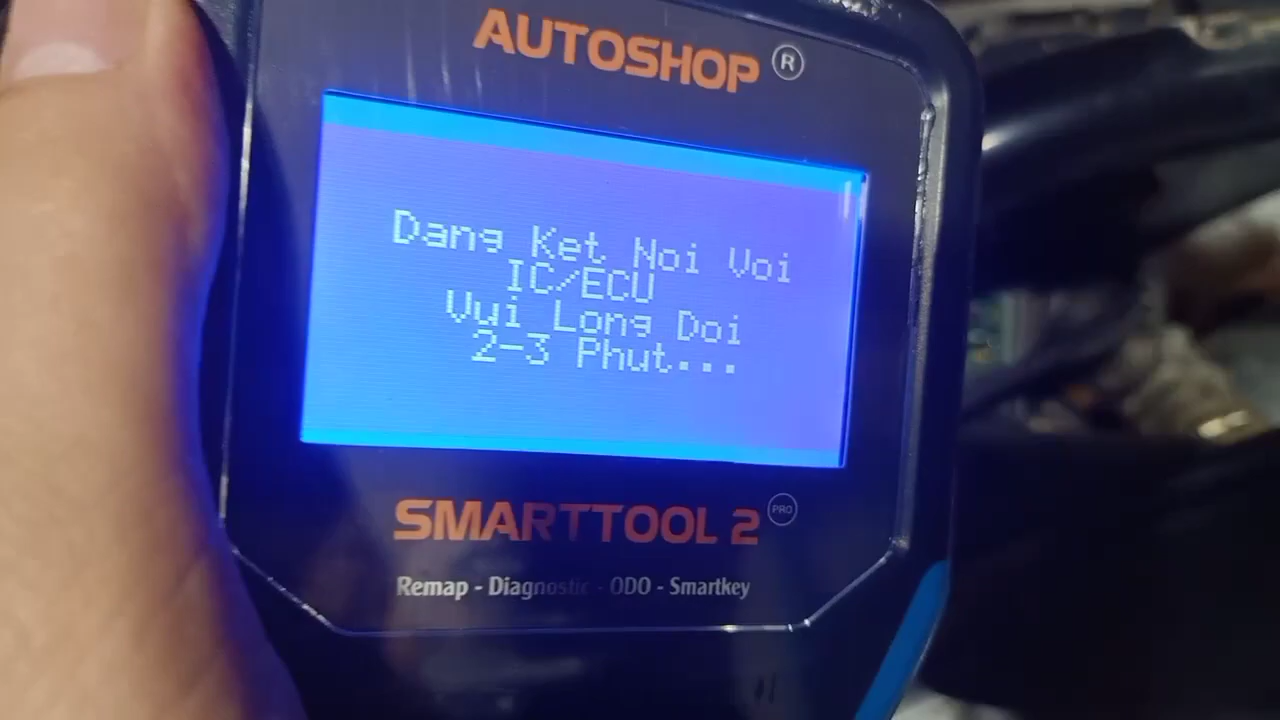 AUTOSHOP ®
Dang Ket Noi Voi
IC/ECU
Vui Long Doi
2-3 Phut...
SMARTTOOL 2 PRO
Remap - Diagnostic - ODO - Smartkey